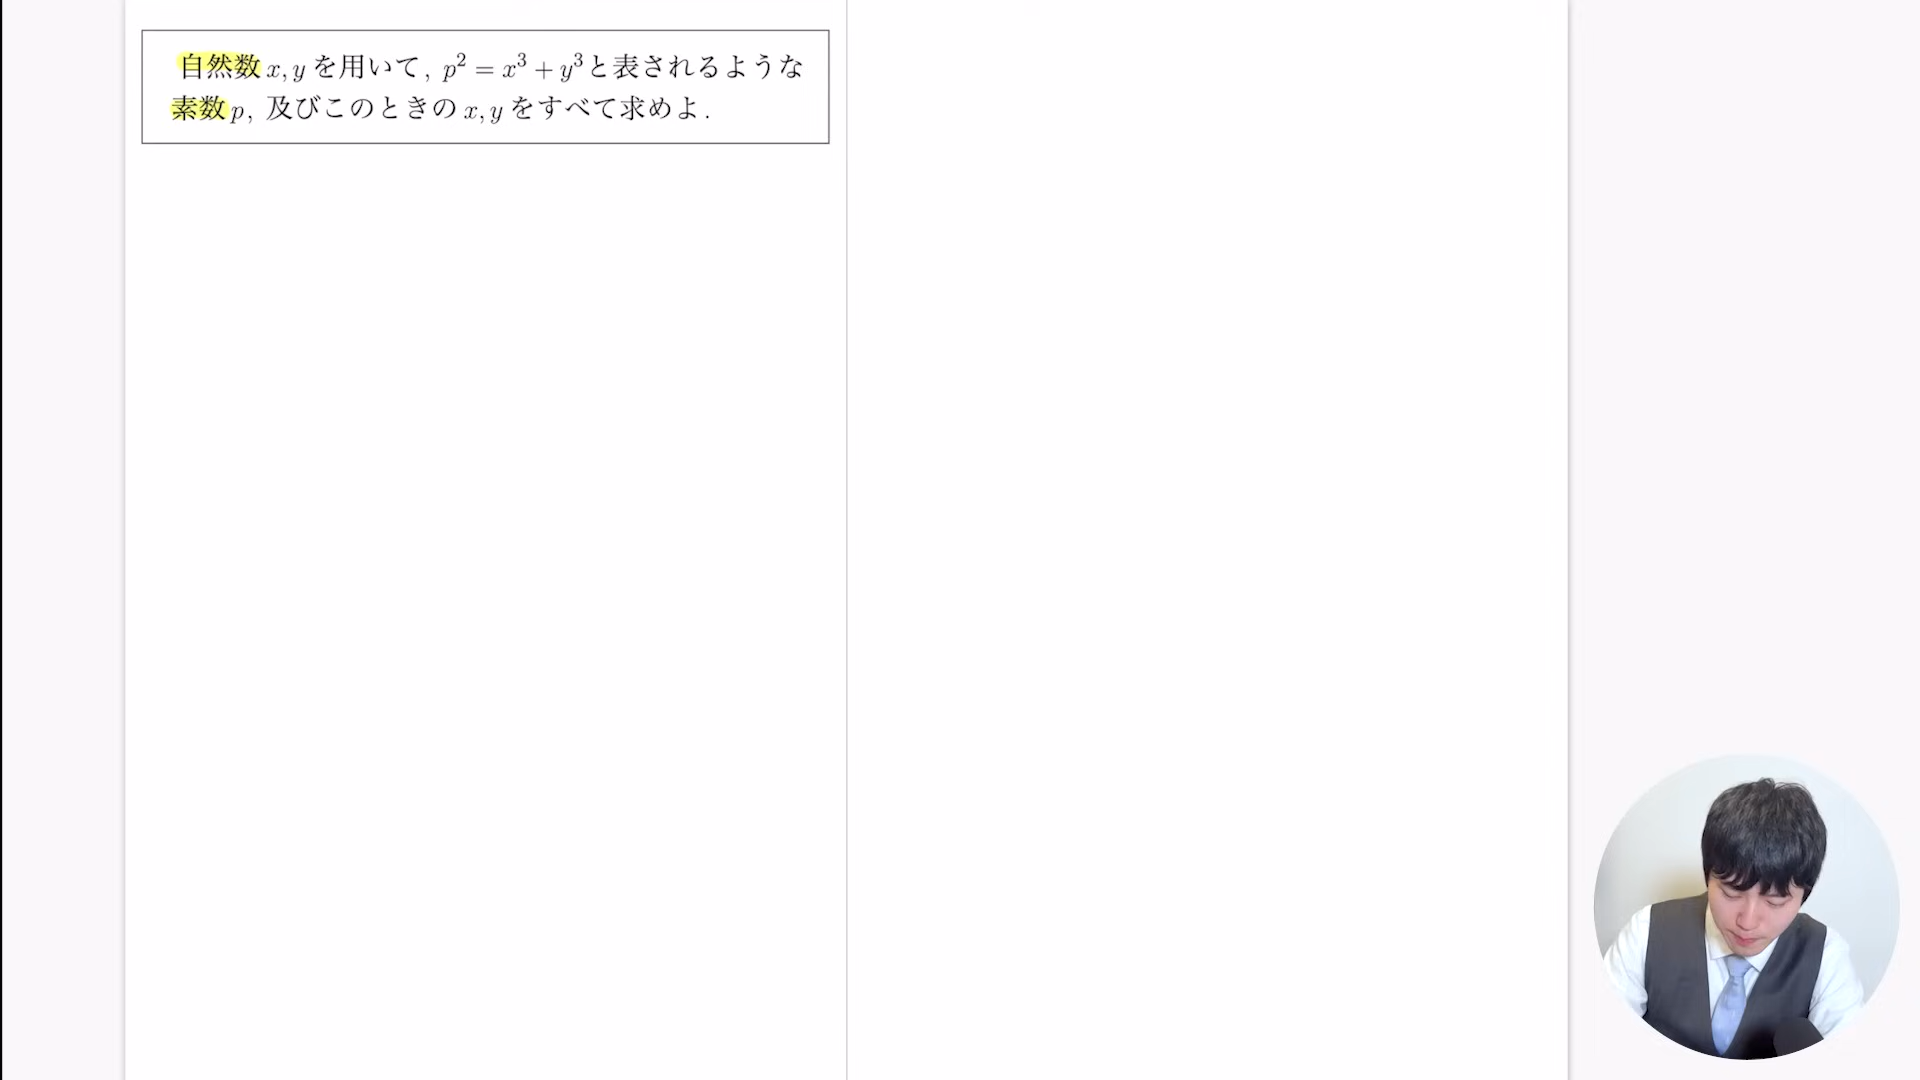 自然数 x, y を用いて, p² = x³ + y³ と表されるような
素数 p, 及びこのときの x, y をすべて求めよ.